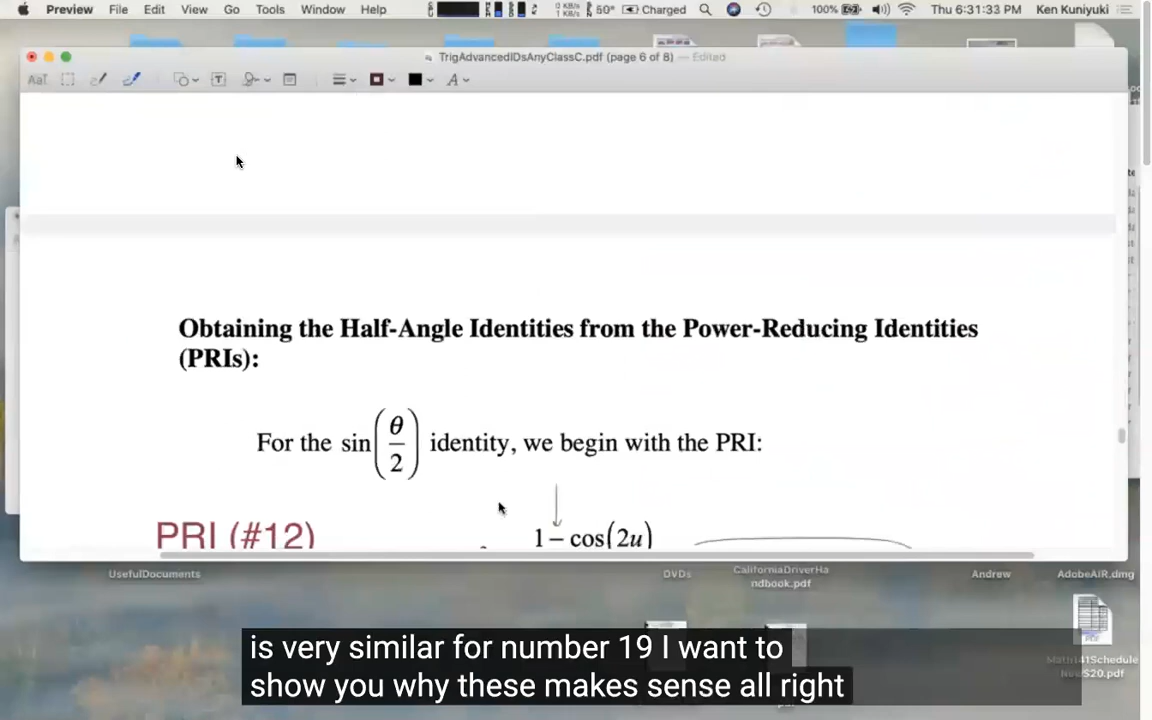 Preview File Edit View Go Tools Window Help 50° Charged 100% Thu 6:31:33 PM Ken Kuniyuki
TrigAdvancedIDsAnyClassC.pdf (page 6 of 8) — Edited
Obtaining the Half-Angle Identities from the Power-Reducing Identities
(PRIs):
For the sin(θ/2) identity, we begin with the PRI:
PRI (#12)
1 − cos(2u)
UsefulDocuments DVDs CaliforniaDriverHa
ndbook.pdf Andrew AdobeAIR.dmg
is very similar for number 19 I want to
show you why these makes sense all right